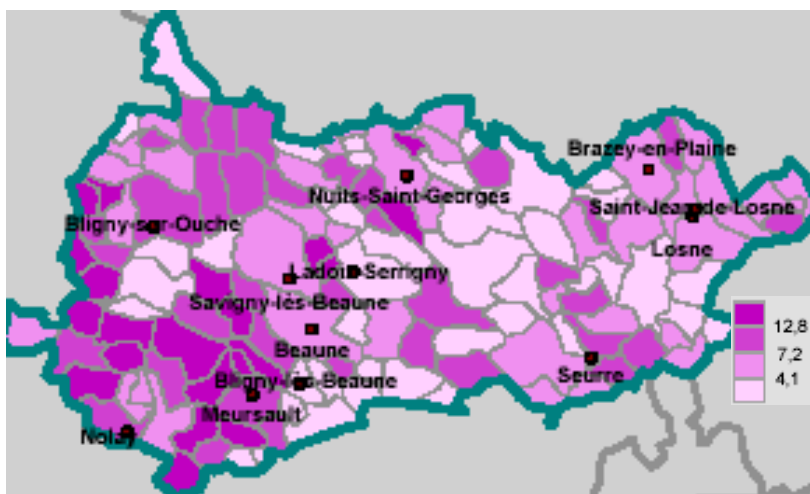 Brazey-en-Plaine
Nuits-Saint-Georges
Saint-Jean-de-Losne
Bligny-sur-Ouche
Losne
Ladoix-Serrigny
Savigny-lès-Beaune
12,8
7,2
Beaune
Seurre
4,1
Bligny-lès-Beaune
Meursault
Nolay